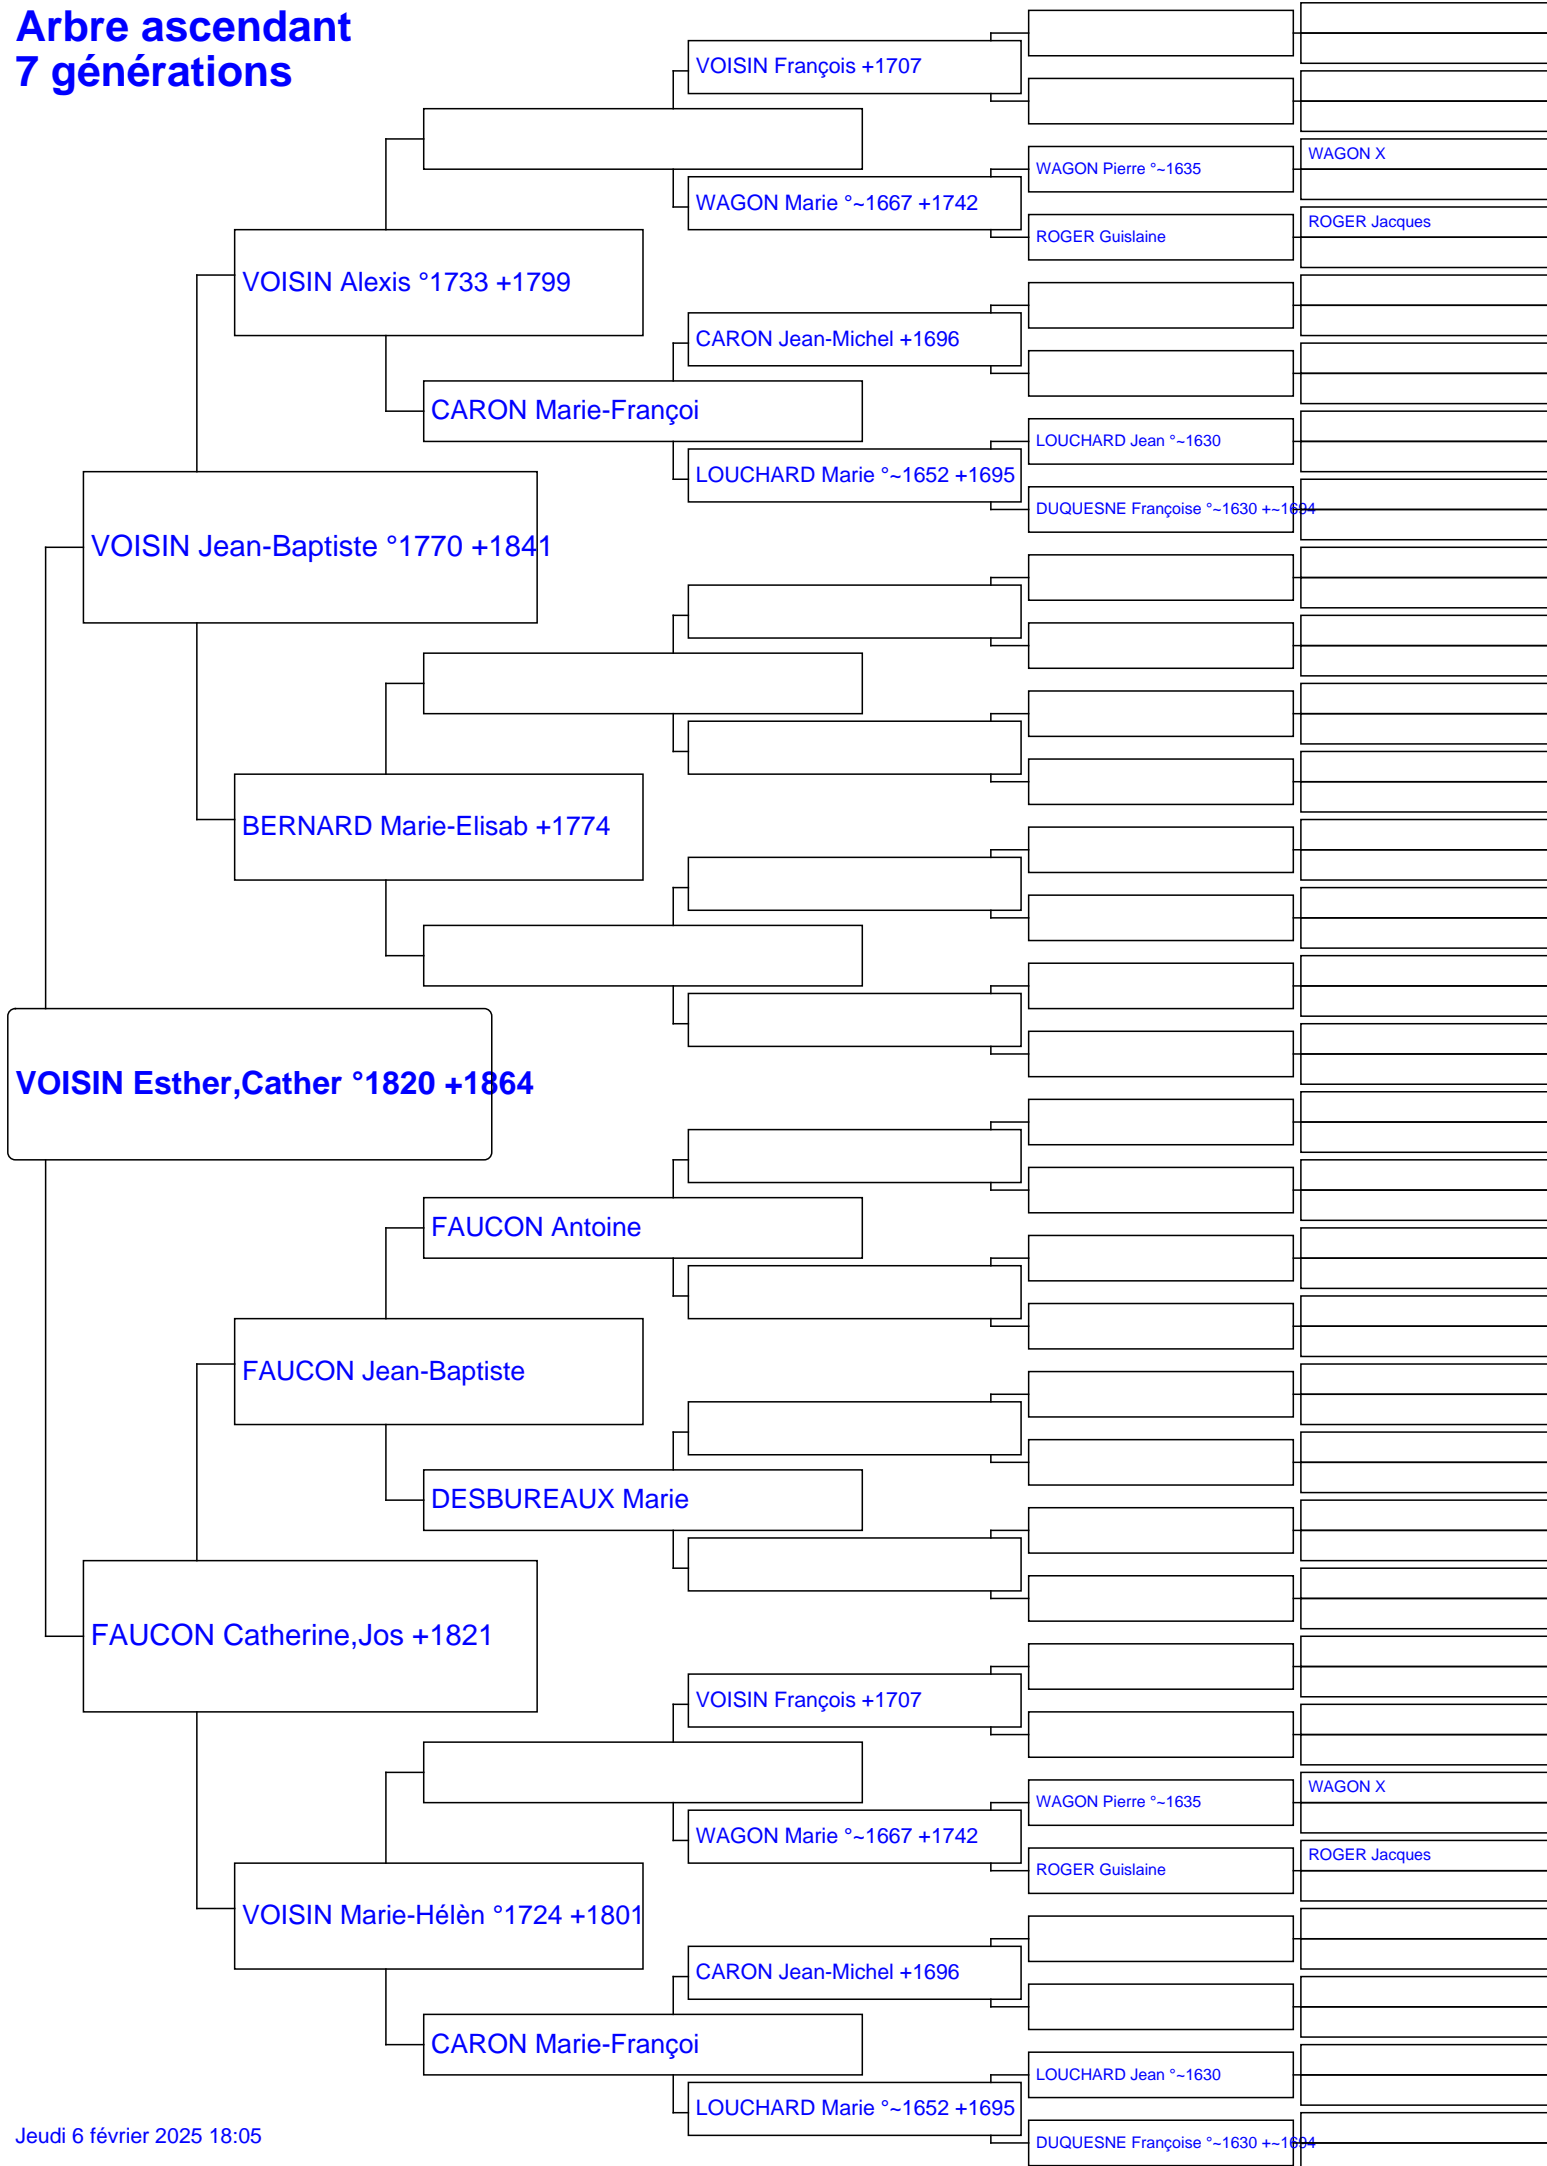 Arbre ascendant
7 générations
VOISIN François +1707
WAGON X
WAGON Pierre °~1635
WAGON Marie °~1667 +1742
ROGER Jacques
ROGER Guislaine
VOISIN Alexis °1733 +1799
CARON Jean-Michel +1696
CARON Marie-Françoi
LOUCHARD Jean °~1630
LOUCHARD Marie °~1652 +1695
DUQUESNE Françoise °~1630 +~1694
VOISIN Jean-Baptiste °1770 +1841
BERNARD Marie-Elisab +1774
VOISIN Esther,Cather °1820 +1864
FAUCON Antoine
FAUCON Jean-Baptiste
DESBUREAUX Marie
FAUCON Catherine,Jos +1821
VOISIN François +1707
WAGON X
WAGON Pierre °~1635
WAGON Marie °~1667 +1742
ROGER Jacques
ROGER Guislaine
VOISIN Marie-Hélèn °1724 +1801
CARON Jean-Michel +1696
CARON Marie-Françoi
LOUCHARD Jean °~1630
LOUCHARD Marie °~1652 +1695
DUQUESNE Françoise °~1630 +~1694
Jeudi 6 février 2025 18:05